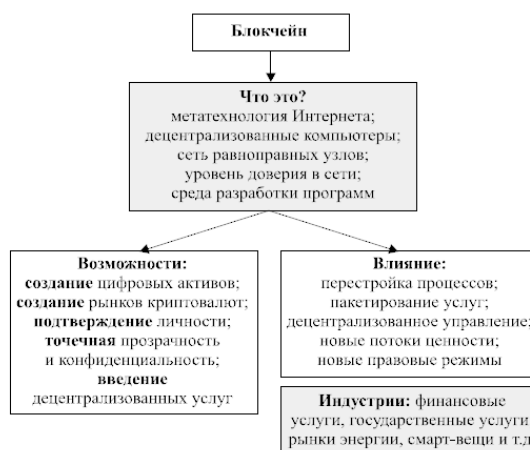 Блокчейн
Что это?
метатехнология Интернета;
децентрализованные компьютеры;
сеть равноправных узлов;
уровень доверия в сети;
среда разработки программ
Возможности:
создание цифровых активов;
создание рынков криптовалют;
подтверждение личности;
точечная прозрачность
и конфиденциальность;
введение
децентрализованных услуг
Влияние:
перестройка процессов;
пакетирование услуг;
децентрализованное управление;
новые потоки ценности;
новые правовые режимы
Индустрии: финансовые
услуги, государственные услуги
рынки энергии, смарт-вещи и т.д